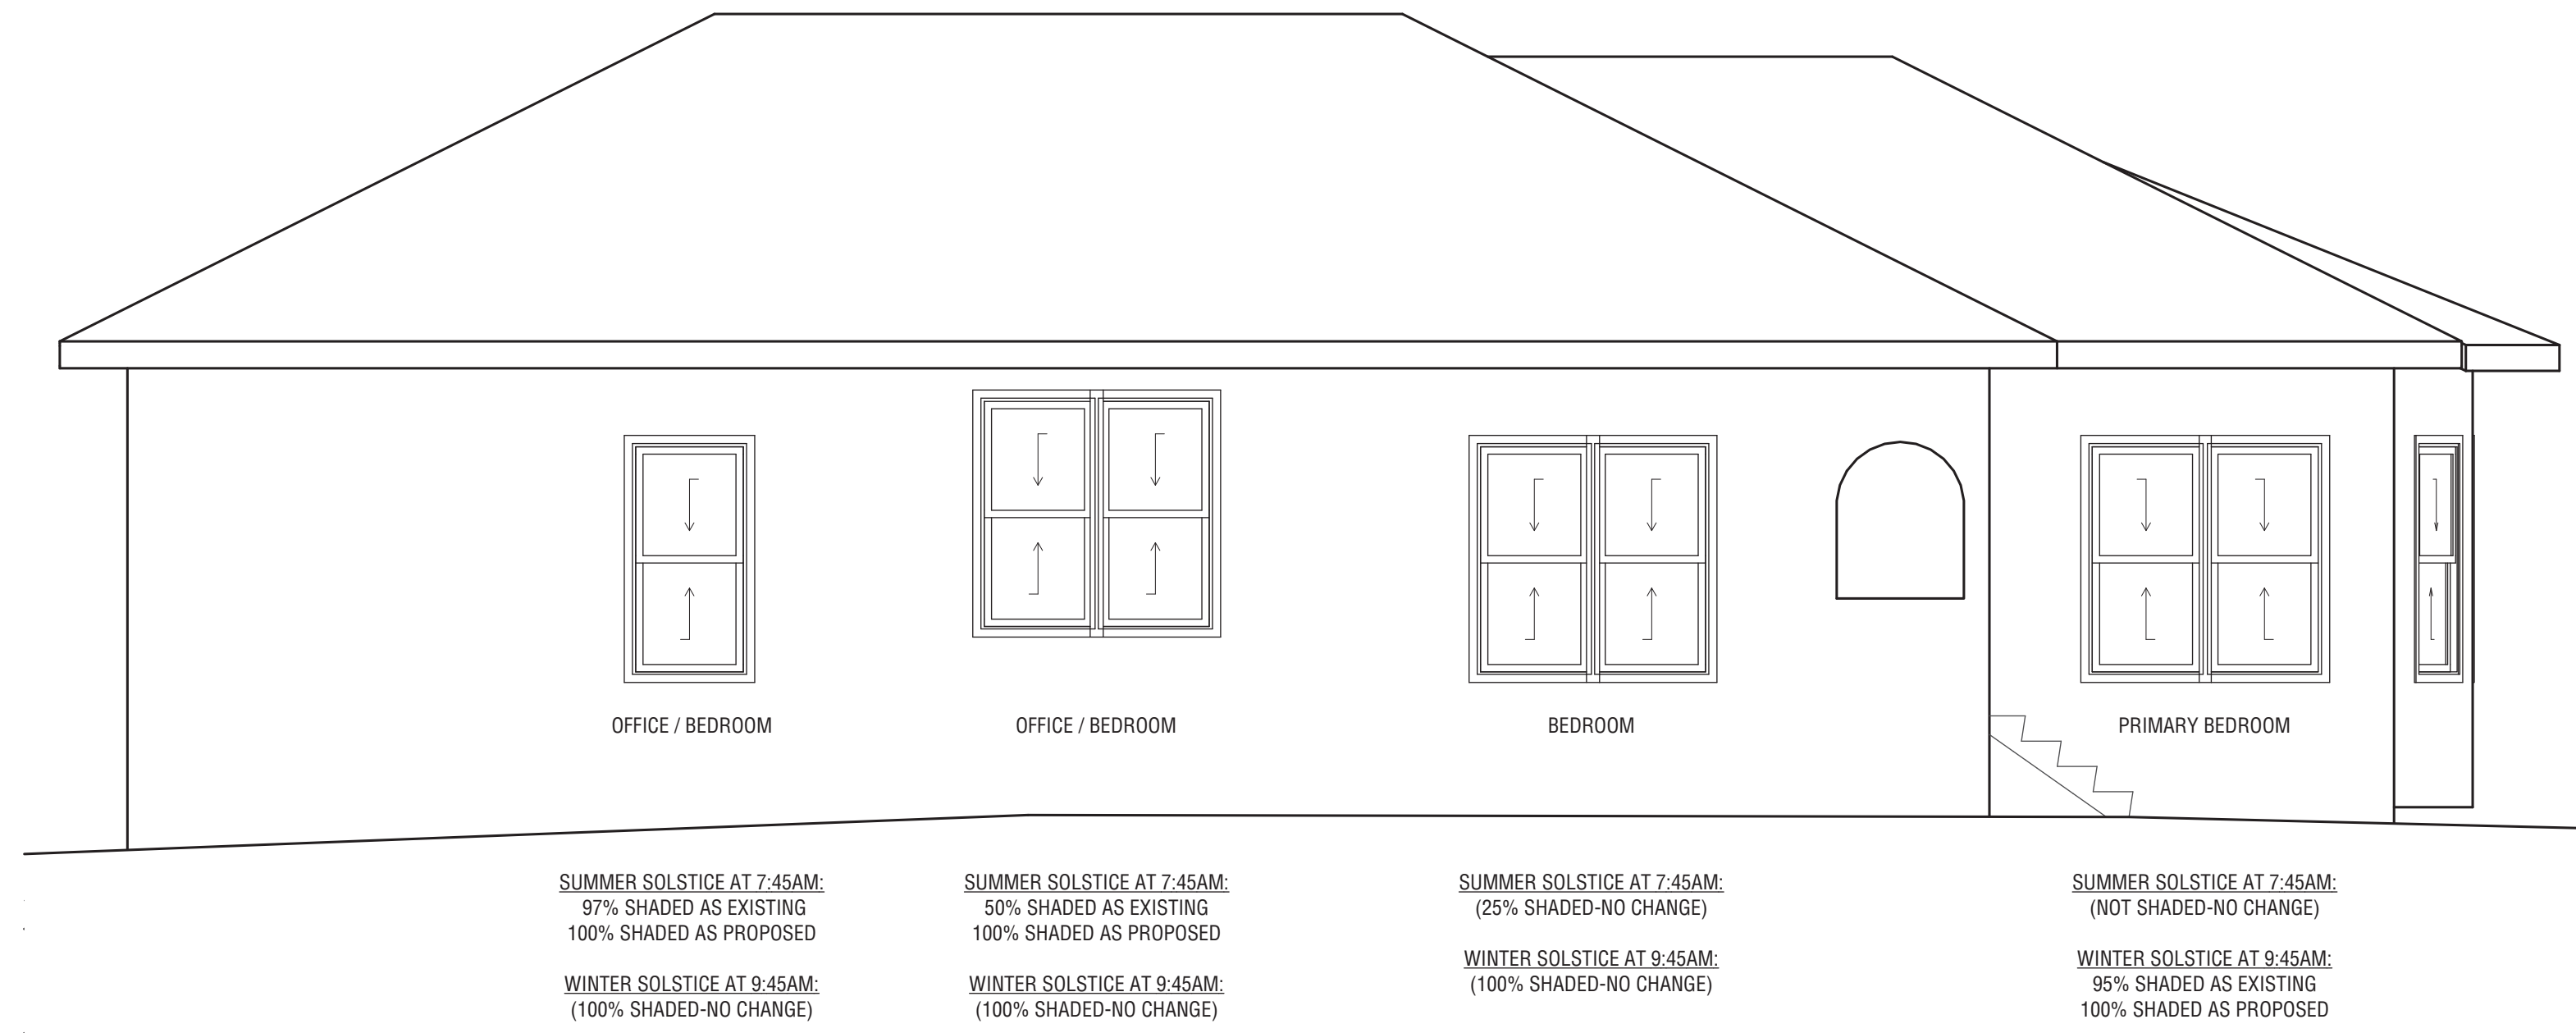 OFFICE / BEDROOM
OFFICE / BEDROOM
BEDROOM
PRIMARY BEDROOM
SUMMER SOLSTICE AT 7:45AM:
97% SHADED AS EXISTING
100% SHADED AS PROPOSED
WINTER SOLSTICE AT 9:45AM:
(100% SHADED-NO CHANGE)
SUMMER SOLSTICE AT 7:45AM:
50% SHADED AS EXISTING
100% SHADED AS PROPOSED
WINTER SOLSTICE AT 9:45AM:
(100% SHADED-NO CHANGE)
SUMMER SOLSTICE AT 7:45AM:
(25% SHADED-NO CHANGE)
WINTER SOLSTICE AT 9:45AM:
(100% SHADED-NO CHANGE)
SUMMER SOLSTICE AT 7:45AM:
(NOT SHADED-NO CHANGE)
WINTER SOLSTICE AT 9:45AM:
95% SHADED AS EXISTING
100% SHADED AS PROPOSED